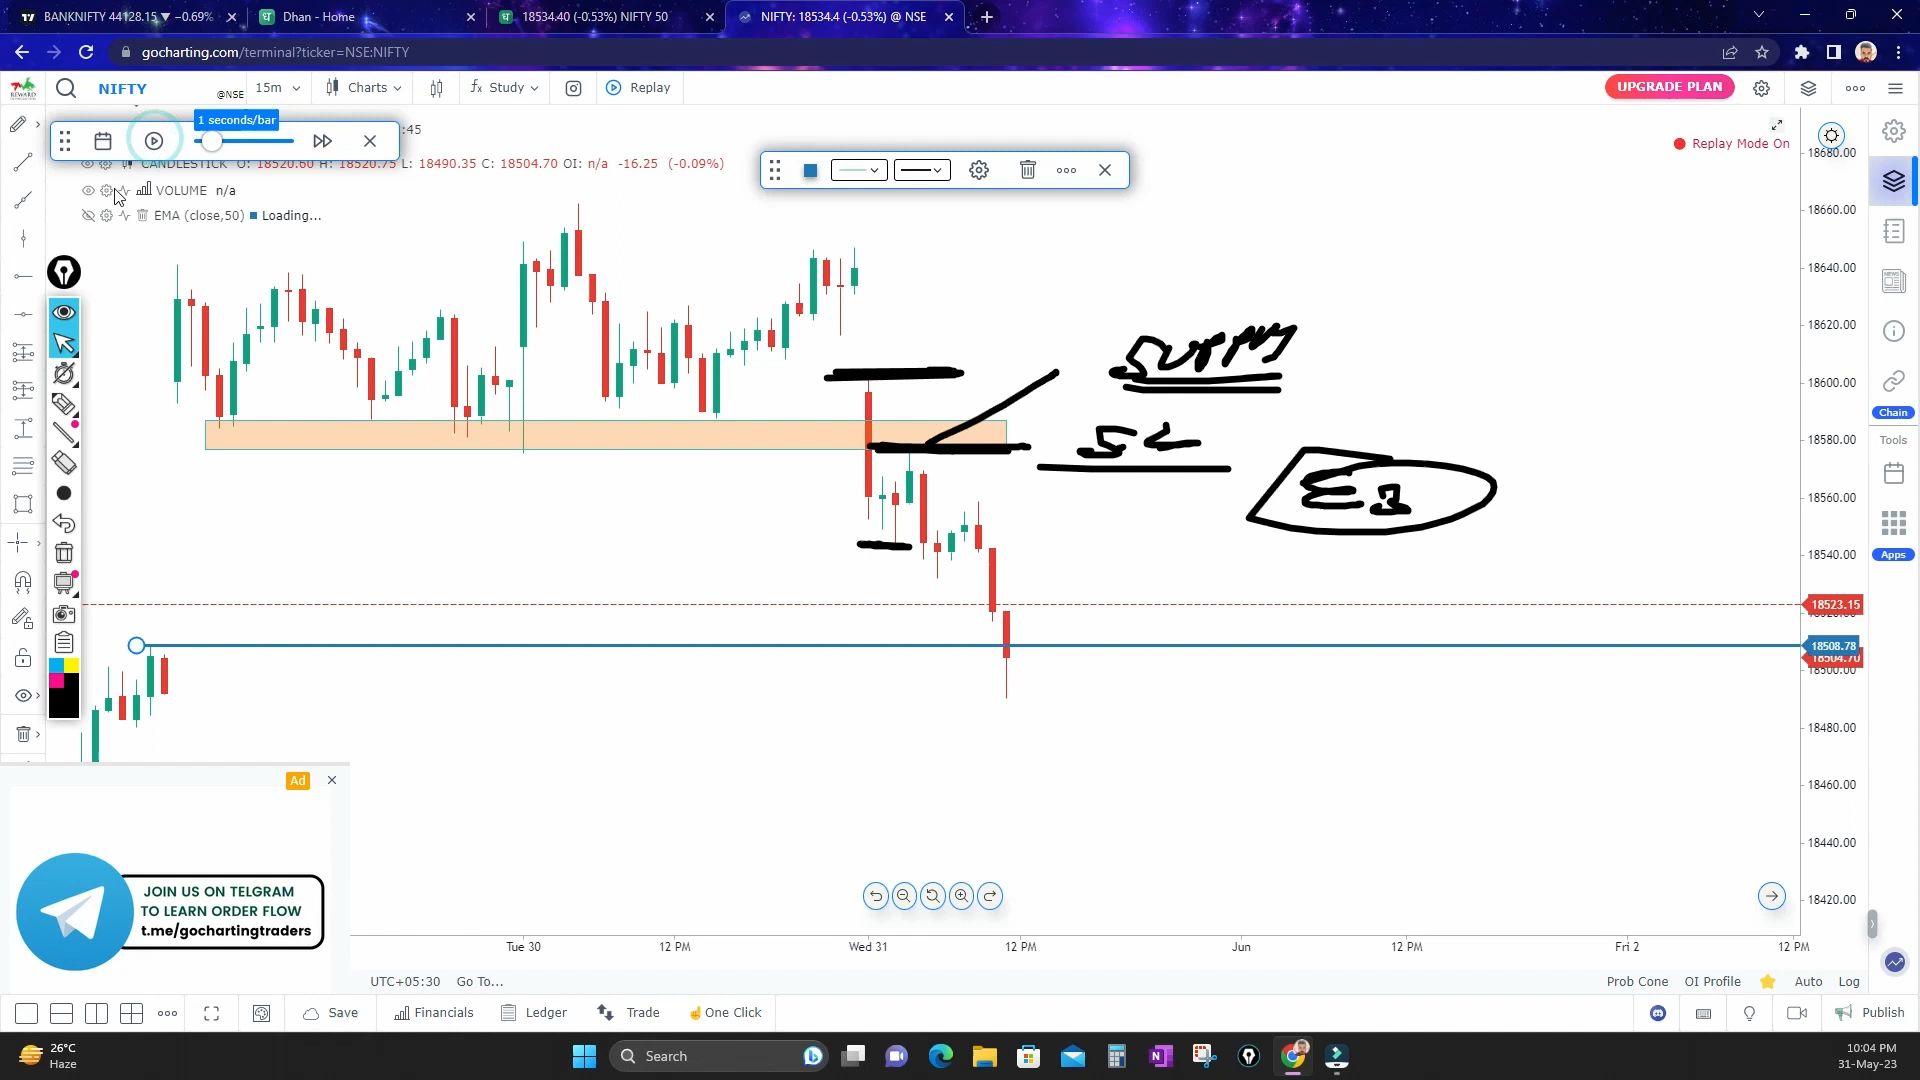 BANKNIFTY 44128.15 ▼ −0.69%
Dhan - Home
18534.40 (-0.53%) NIFTY 50
NIFTY: 18534.4 (-0.53%) @ NSE
gocharting.com/terminal?ticker=NSE:NIFTY
NIFTY @NSE 15m Charts Study Replay UPGRADE PLAN
1 seconds/bar
:45
Replay Mode On
CANDLESTICK O: 18520.60 H: 18520.75 L: 18490.35 C: 18504.70 OI: n/a -16.25 (-0.09%)
VOLUME n/a
EMA (close,50) Loading...
18680.00
18660.00
18640.00
18620.00
18600.00
18580.00
18560.00
18540.00
18523.15
18508.78
18504.70
18500.00
18480.00
18460.00
18440.00
18420.00
Supply
E3
NEWS
Chain
Tools
Apps
Ad
JOIN US ON TELGRAM
TO LEARN ORDER FLOW
t.me/gochartingtraders
Tue 30 12 PM Wed 31 12 PM Jun 12 PM Fri 2 12 PM
UTC+05:30 Go To... Prob Cone OI Profile Auto Log
Save Financials Ledger Trade One Click Publish
26°C
Haze
Search
10:04 PM
31-May-23